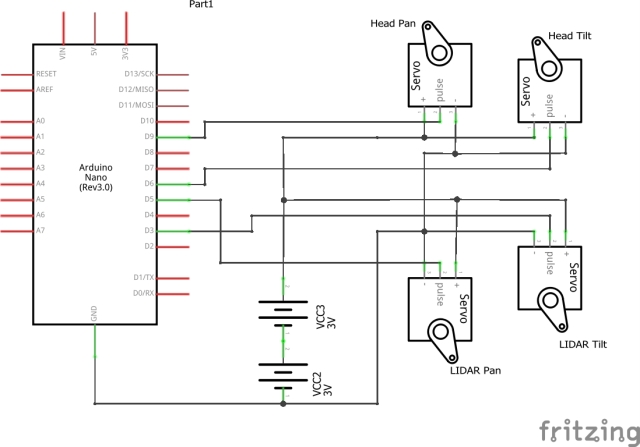 Part1
Head Pan
Head Tilt
VIN
5V
3V3
RESET
AREF
D13/SCK
D12/MISO
D11/MOSI
A0
A1
A2
A3
A4
A5
A6
A7
D10
D9
D8
D7
D6
D5
D4
D3
D2
D1/TX
D0/RX
Arduino
Nano
(Rev3.0)
GND
Servo
+ pulse -
Servo
+ pulse -
Servo
- pulse +
LIDAR Pan
Servo
- pulse +
LIDAR Tilt
VCC3
3V
VCC2
3V
fritzing